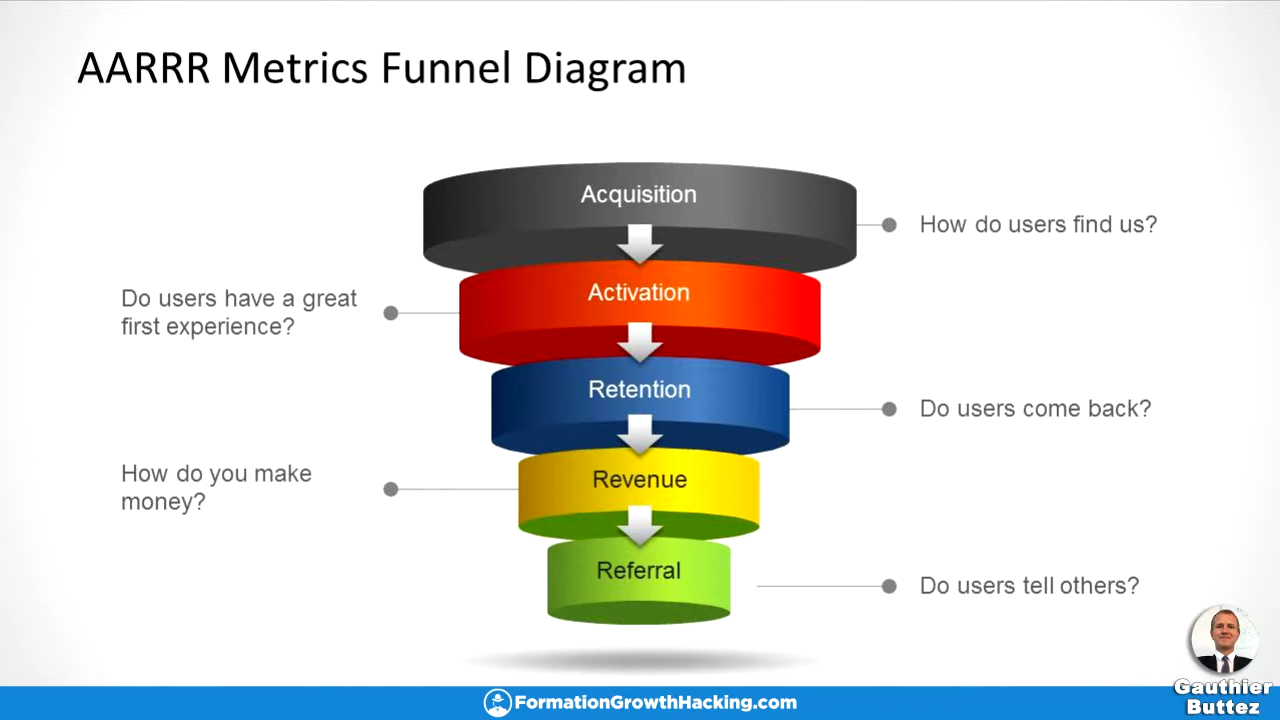 AARRR Metrics Funnel Diagram
Acquisition
How do users find us?
Activation
Do users have a great
first experience?
Retention
Do users come back?
Revenue
How do you make
money?
Referral
Do users tell others?
Gauthier
Buttez
FormationGrowthHacking.com